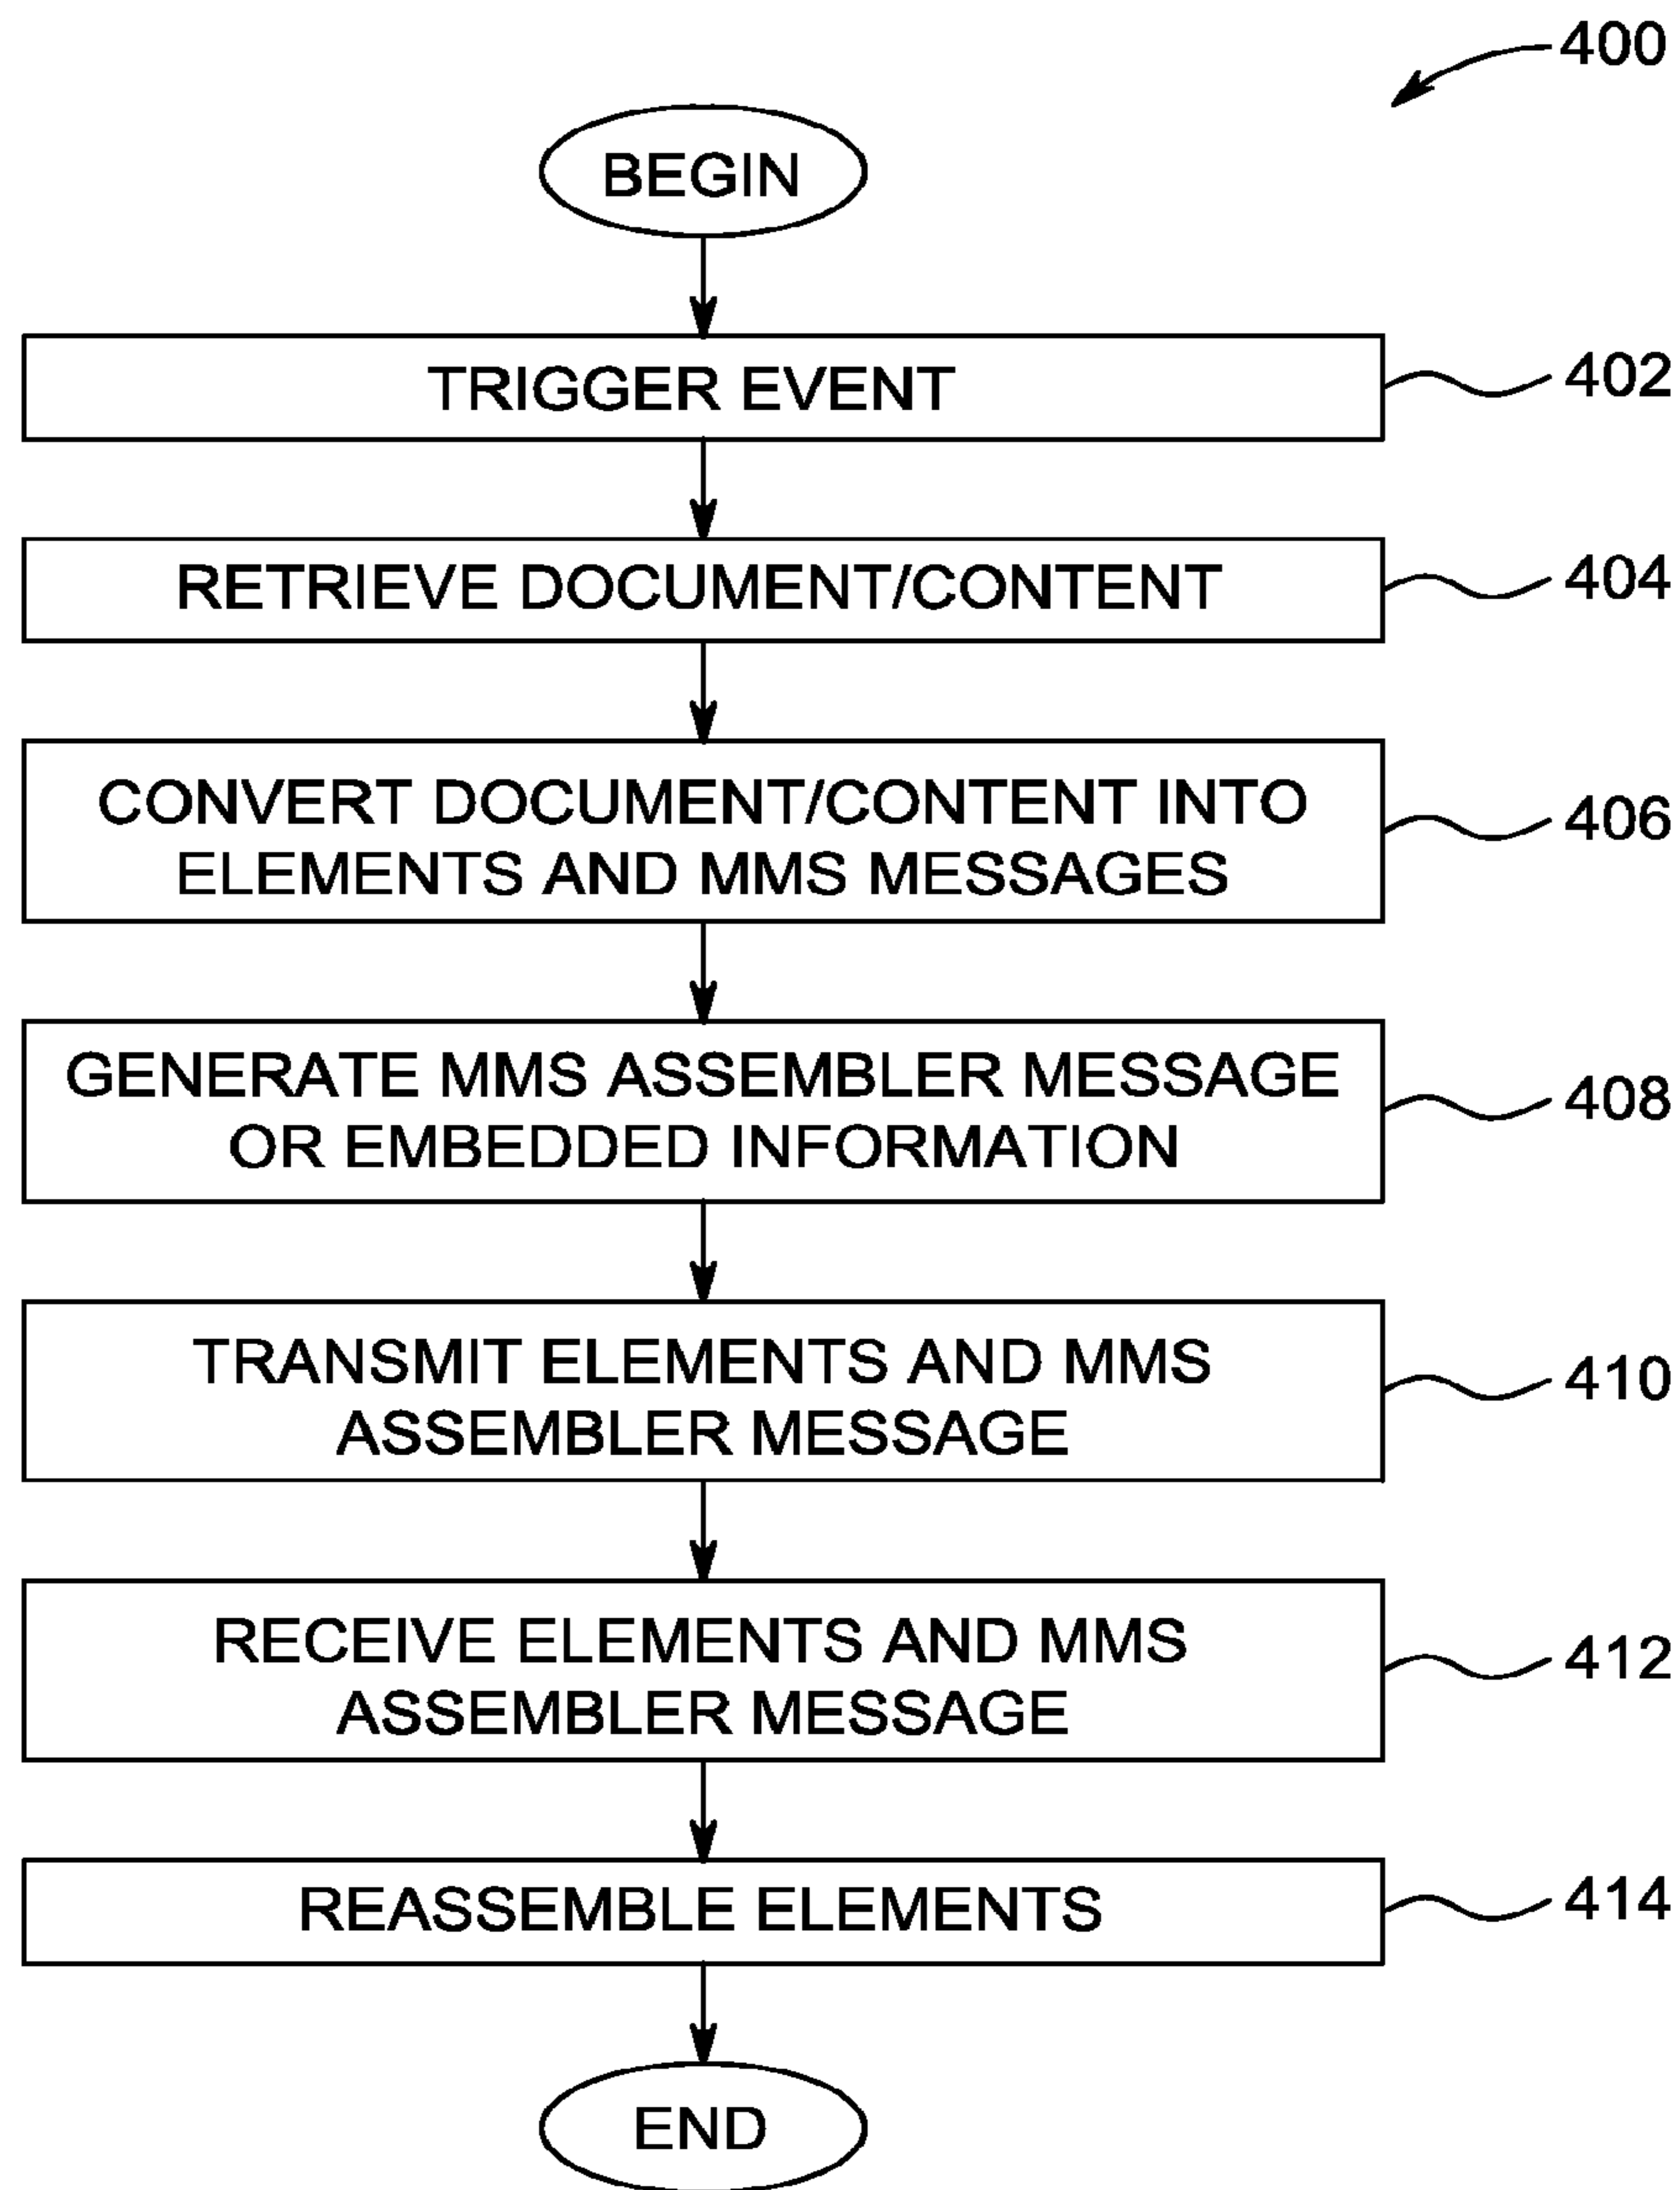 400
BEGIN
TRIGGER EVENT
402
RETRIEVE DOCUMENT/CONTENT
404
CONVERT DOCUMENT/CONTENT INTO
ELEMENTS AND MMS MESSAGES
406
GENERATE MMS ASSEMBLER MESSAGE
OR EMBEDDED INFORMATION
408
TRANSMIT ELEMENTS AND MMS
ASSEMBLER MESSAGE
410
RECEIVE ELEMENTS AND MMS
ASSEMBLER MESSAGE
412
REASSEMBLE ELEMENTS
414
END